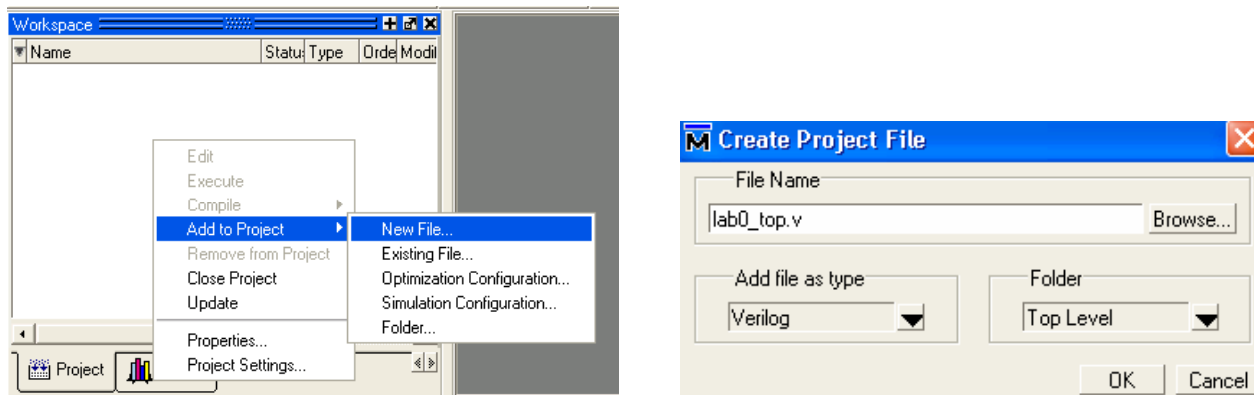 Workspace
Name Statu: Type Orde Modif
Edit
Execute
Compile
Add to Project
Remove from Project
Close Project
Update
Properties...
Project Settings...
New File...
Existing File...
Optimization Configuration...
Simulation Configuration...
Folder...
Project
M Create Project File
File Name
lab0_top.v Browse...
Add file as type Folder
Verilog Top Level
OK Cancel